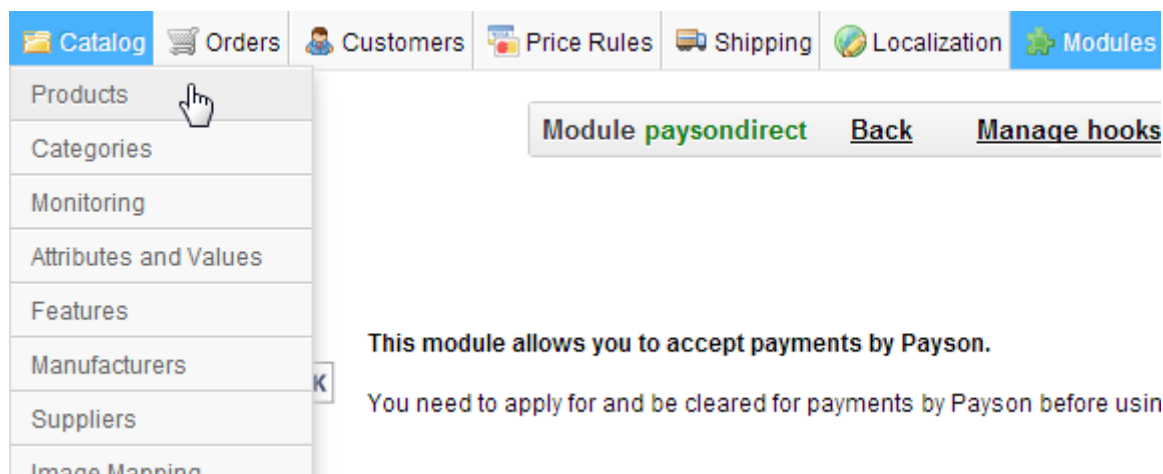 Catalog Orders Customers Price Rules Shipping Localization Modules
Products
Categories
Monitoring
Attributes and Values
Features
Manufacturers
Suppliers
Image Mapping
Module paysondirect Back Manage hooks
This module allows you to accept payments by Payson.
K
You need to apply for and be cleared for payments by Payson before usin